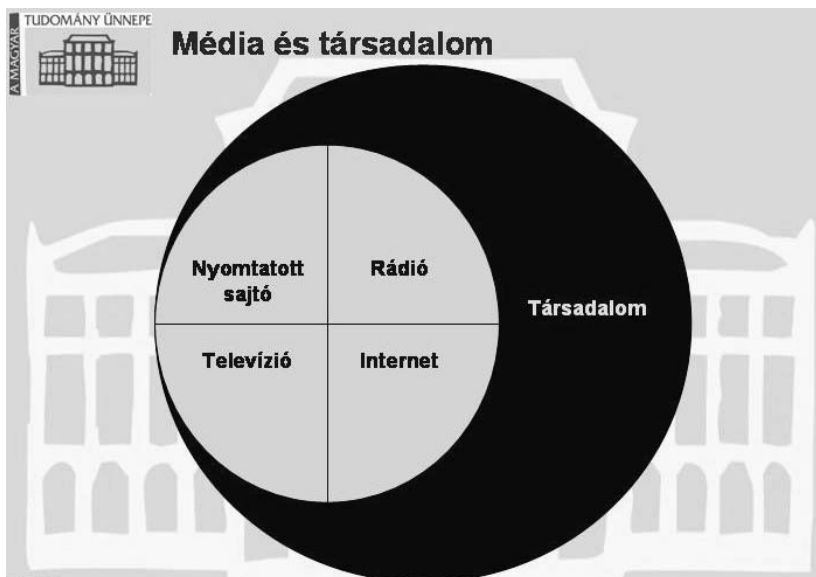 A MAGYAR
TUDOMÁNY ÜNNEPE
Média és társadalom
Nyomtatott
sajtó
Rádió
Társadalom
Televízió
Internet